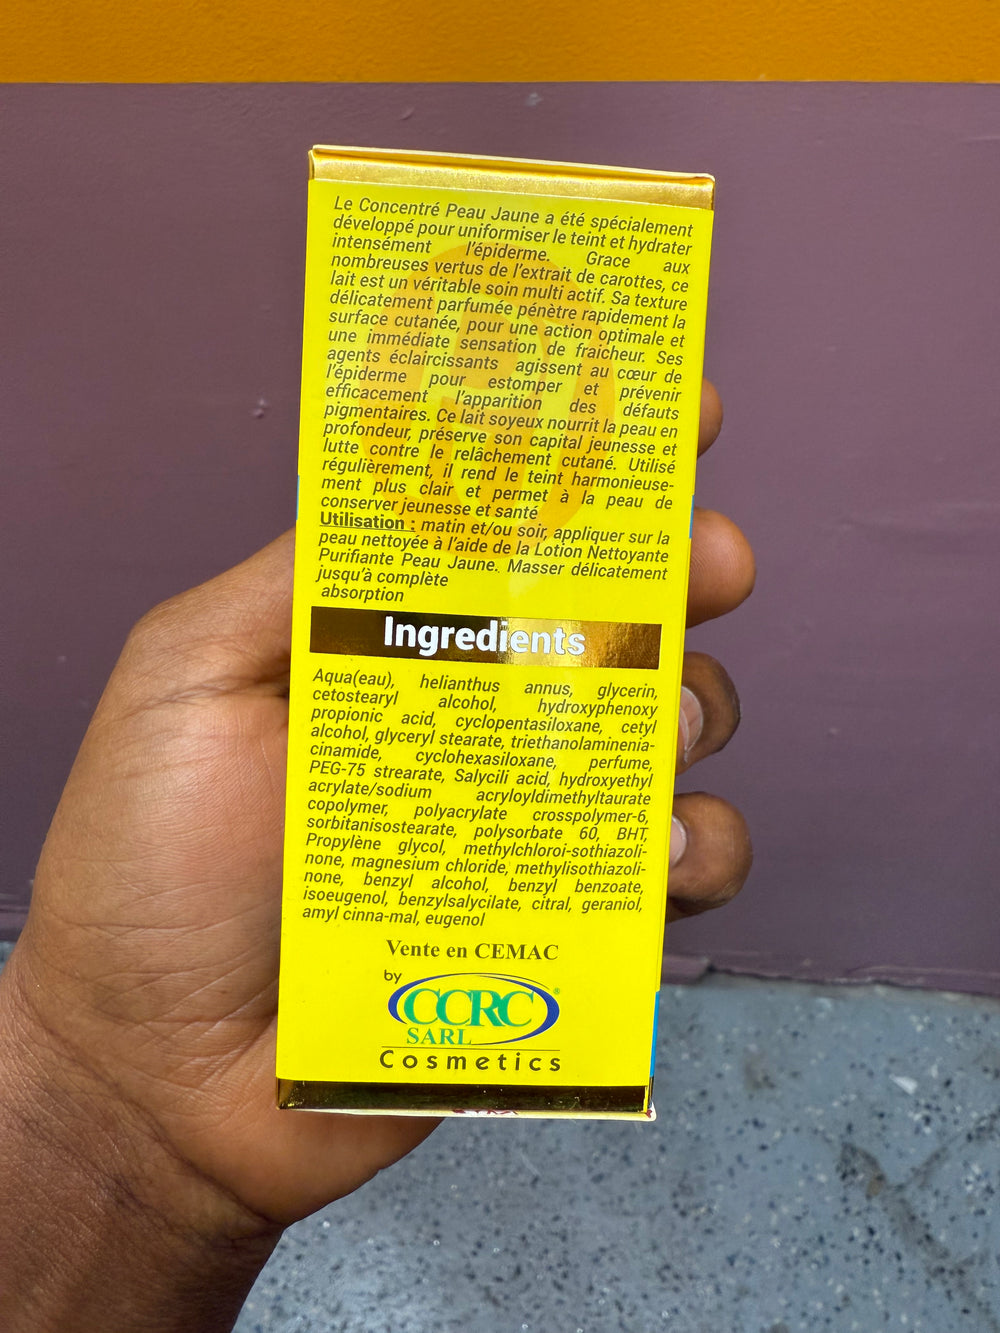 Le Concentré Peau Jaune a été spécialement
développé pour uniformiser le teint et hydrater
intensément l'épiderme. Grace aux
nombreuses vertus de l'extrait de carottes, ce
lait est un véritable soin multi actif. Sa texture
délicatement parfumée pénètre rapidement la
surface cutanée, pour une action optimale et
une immédiate sensation de fraicheur. Ses
agents éclaircissants agissent au cœur de
l'épiderme pour estomper et prévenir
efficacement l'apparition des défauts
pigmentaires. Ce lait soyeux nourrit la peau en
profondeur, préserve son capital jeunesse et
lutte contre le relâchement cutané. Utilisé
régulièrement, il rend le teint harmonieuse-
ment plus clair et permet à la peau de
conserver jeunesse et santé
Utilisation : matin et/ou soir, appliquer sur la
peau nettoyée à l'aide de la Lotion Nettoyante
Purifiante Peau Jaune. Masser délicatement
jusqu'à complète
absorption
Ingredients
Aqua(eau), helianthus annus, glycerin,
cetostearyl alcohol, hydroxyphenoxy
propionic acid, cyclopentasiloxane, cetyl
alcohol, glyceryl stearate, triethanolaminenia-
cinamide, cyclohexasiloxane, perfume,
PEG-75 strearate, Salycili acid, hydroxyethyl
acrylate/sodium acryloyldimethyltaurate
copolymer, polyacrylate crosspolymer-6,
sorbitanisostearate, polysorbate 60, BHT,
Propylène glycol, methylchloroi-sothiazoli-
none, magnesium chloride, methylisothiazoli-
none, benzyl alcohol, benzyl benzoate,
isoeugenol, benzylsalycilate, citral, geraniol,
amyl cinna-mal, eugenol
Vente en CEMAC
by
CCRC®
SARL
Cosmetics